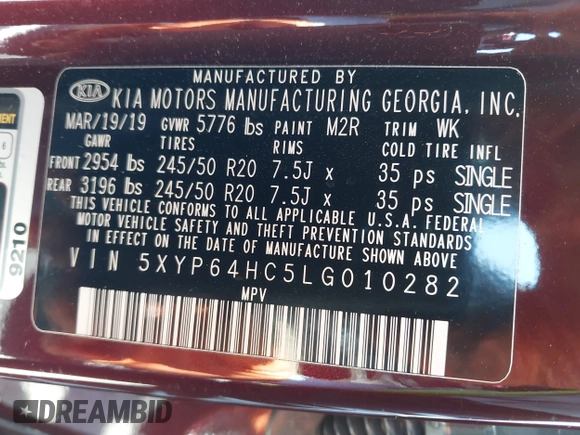 MANUFACTURED BY
KIA KIA MOTORS MANUFACTURING GEORGIA, INC.
MAR/19/19 GVWR 5776 lbs PAINT M2R TRIM WK
GAWR TIRES RIMS COLD TIRE INFL
FRONT 2954 lbs 245/50 R20 7.5J x 35 ps SINGLE
REAR 3196 lbs 245/50 R20 7.5J x 35 ps SINGLE
THIS VEHICLE CONFORMS TO ALL APPLICABLE U.S.A. FEDERAL
MOTOR VEHICLE SAFETY AND THEFT PREVENTION STANDARDS
IN EFFECT ON THE DATE OF MANUFACTURE SHOWN ABOVE
VIN 5XYP64HC5LG010282
MPV
6
9210
DREAMBID